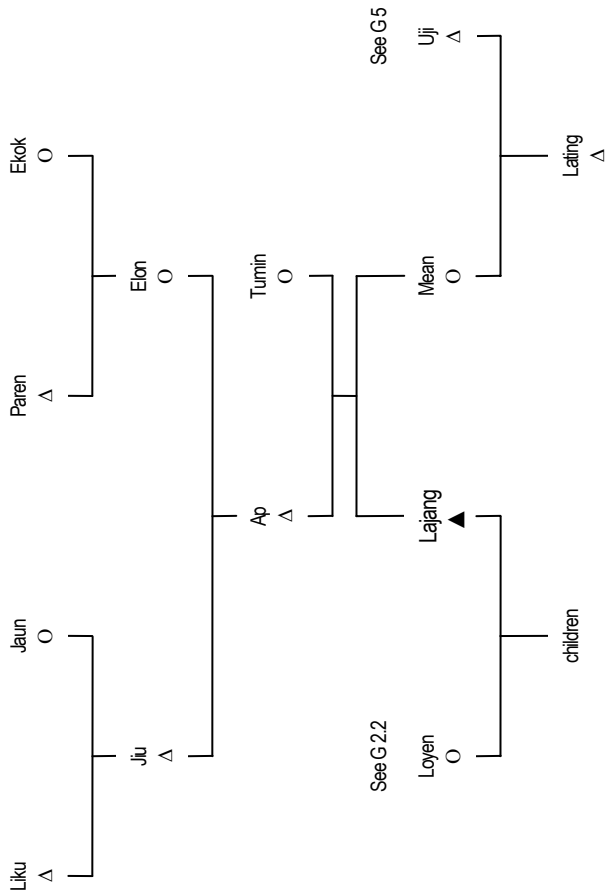 Liku Jaun Paren Ekok
Jiu Elon
Ap Tumin
See G 2.2 See G 5
Loyen Lajang Mean Uji
children Lating